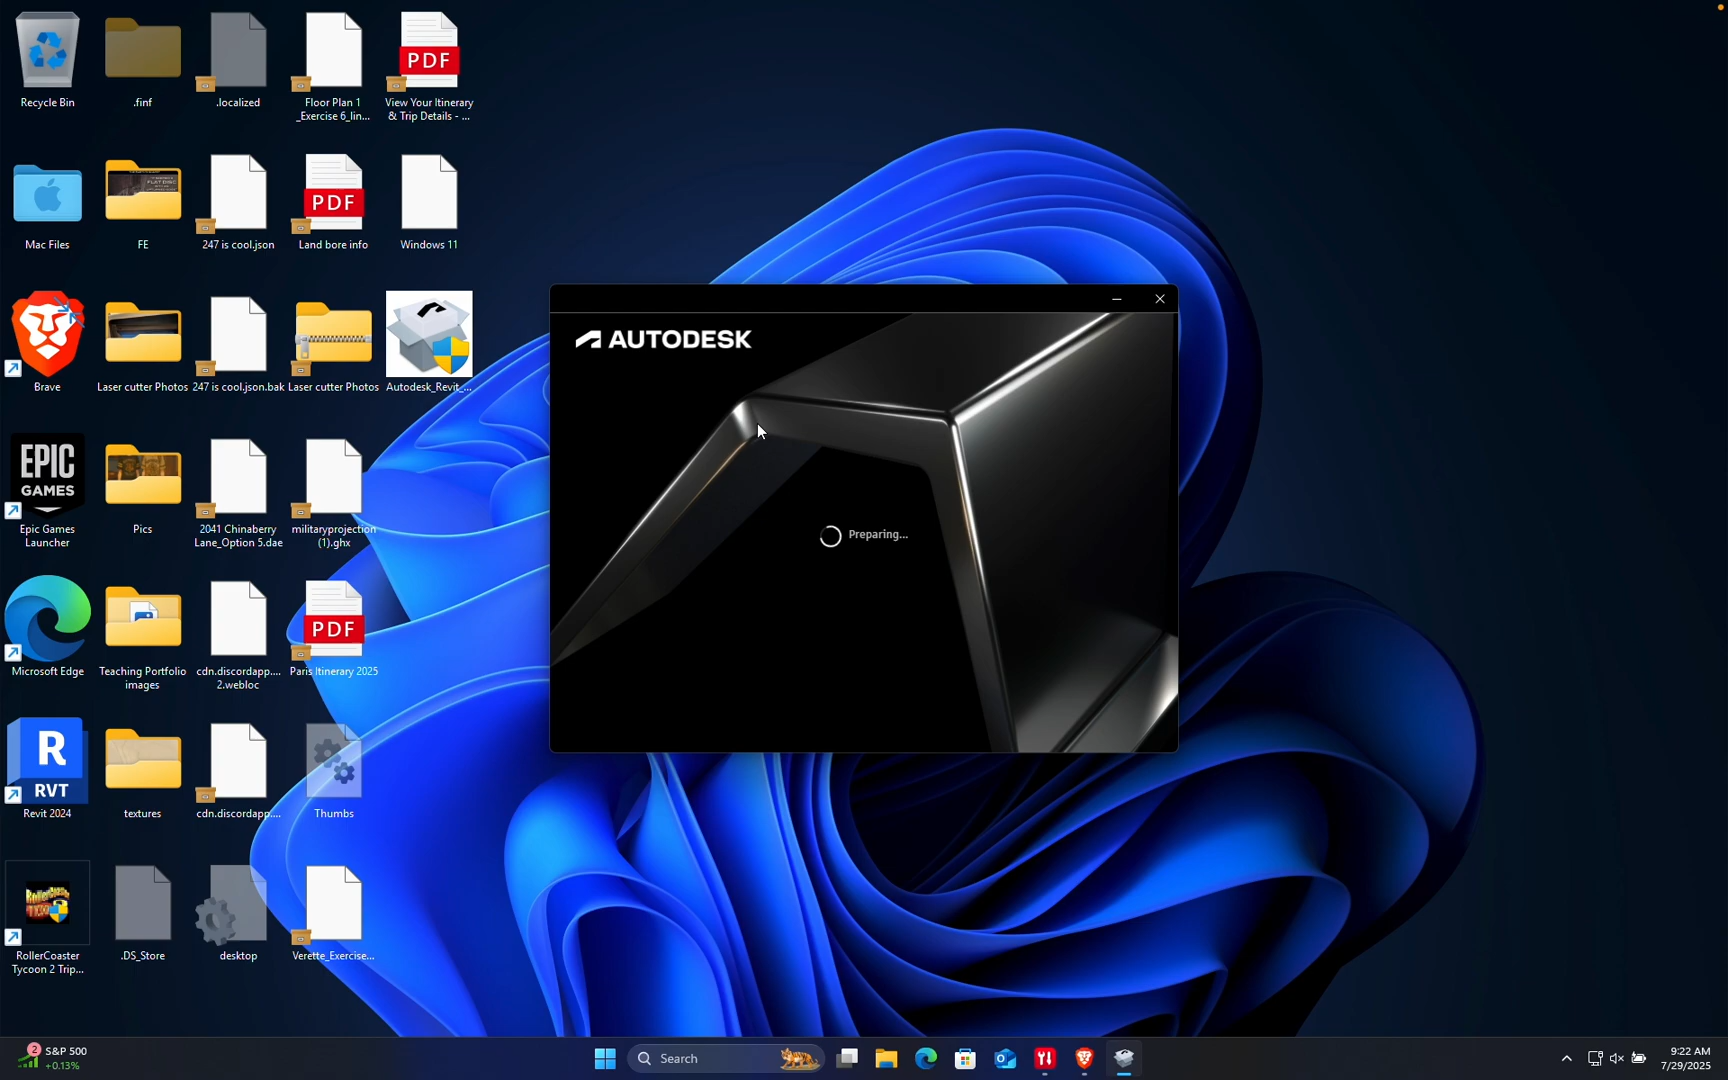 Recycle Bin
.finf
.localized
Floor Plan 1
_Exercise 6_lin...
PDF
View Your Itinerary
& Trip Details - ...
Mac Files
FE
247 is cool.json
PDF
Land bore info
Windows 11
Brave
Laser cutter Photos
247 is cool.json.bak
Laser cutter Photos
Autodesk_Revit_...
EPIC
GAMES
Epic Games
Launcher
Pics
2041 Chinaberry
Lane_Option 5.dae
militaryprojection
(1).ghx
Microsoft Edge
Teaching Portfolio
images
cdn.discordapp....
2.webloc
PDF
Paris Itinerary 2025
R
RVT
Revit 2024
textures
cdn.discordapp....
Thumbs
RollerCoaster
Tycoon 2 Trip...
.DS_Store
desktop
Verette_Exercise...
AUTODESK
Preparing...
2
S&P 500
+0.13%
Search
9:22 AM
7/29/2025